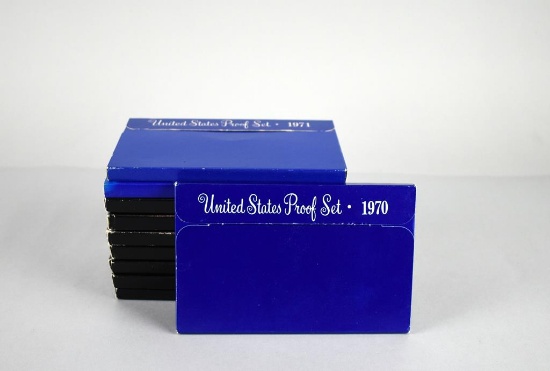 United States Proof Set · 1971
United States Proof Set · 1970